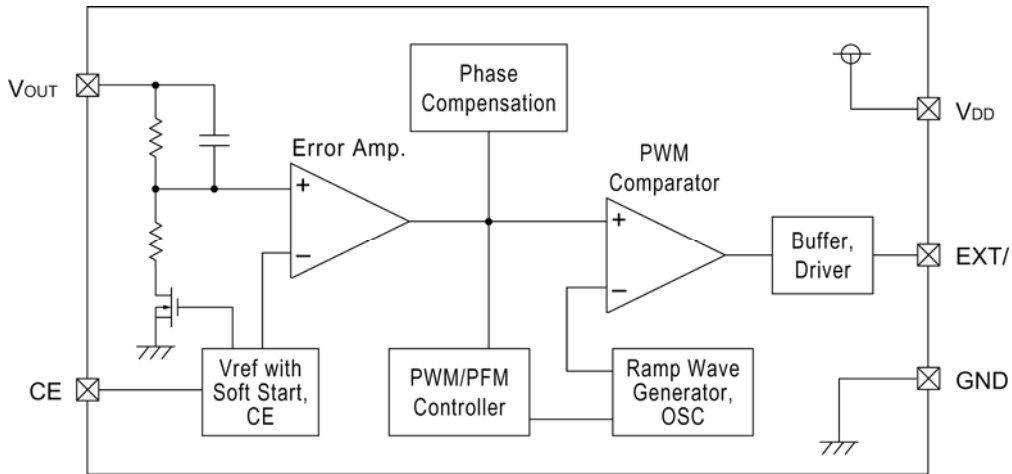 VOUT
Phase
Compensation
VDD
Error Amp.
PWM
Comparator
+
−
+
−
Buffer,
Driver
EXT/
CE
Vref with
Soft Start,
CE
PWM/PFM
Controller
Ramp Wave
Generator,
OSC
GND